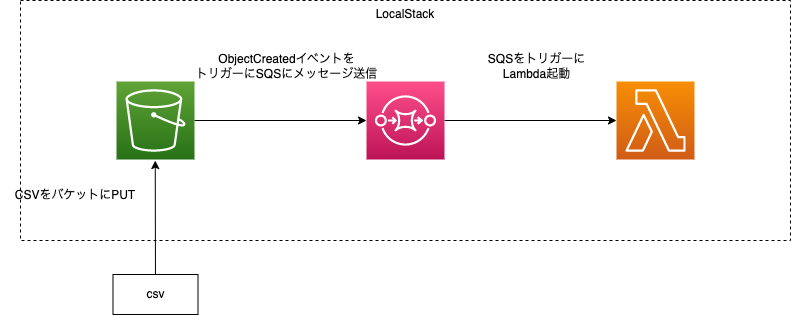 LocalStack
ObjectCreatedイベントを
トリガーにSQSにメッセージ送信
SQSをトリガーに
Lambda起動
CSVをバケットにPUT
csv